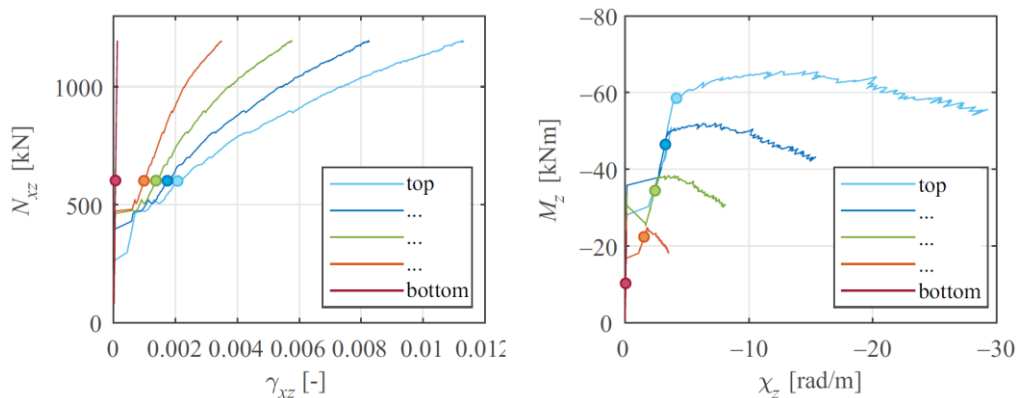 1000
500
0
N_xz [kN]
0 0.002 0.004 0.006 0.008 0.01 0.012
γ_xz [-]
top
...
...
...
bottom
−80
−60
−40
−20
0
M_z [kNm]
0 −10 −20 −30
χ_z [rad/m]
top
...
...
...
bottom